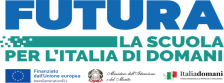 FUTURA
LA SCUOLA
PER L'ITALIA DI DOMANI
Finanziato
dall'Unione europea
NextGenerationEU
Ministero dell'Istruzione
e del Merito
Italiadomani